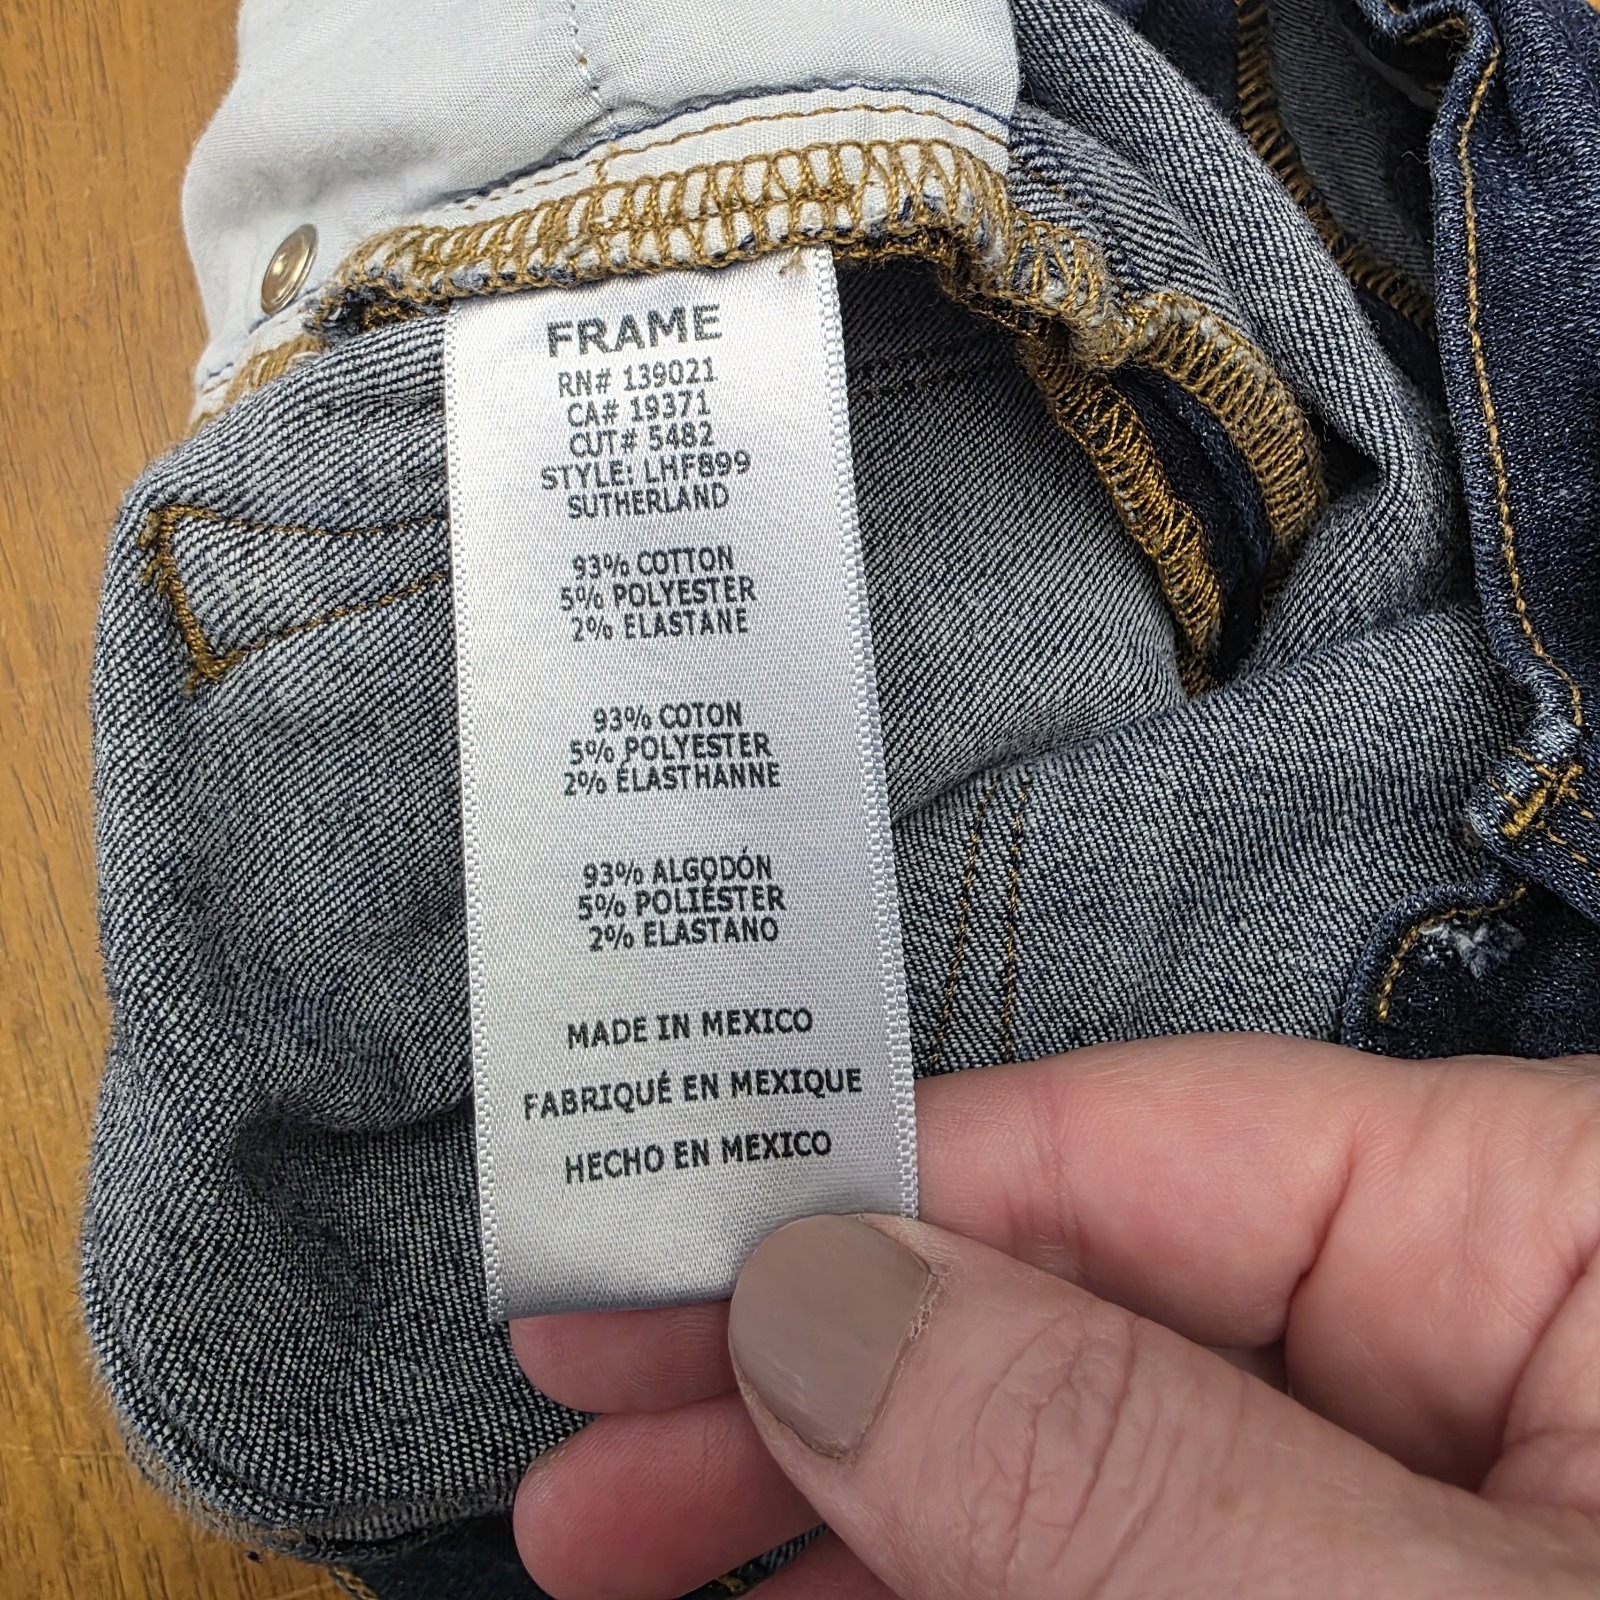 FRAME
RN# 139021
CA# 19371
CUT# 5482
STYLE: LHF899
SUTHERLAND
93% COTTON
5% POLYESTER
2% ELASTANE
93% COTON
5% POLYESTER
2% ÉLASTHANNE
93% ALGODÓN
5% POLIÉSTER
2% ELASTANO
MADE IN MEXICO
FABRIQUÉ EN MEXIQUE
HECHO EN MEXICO